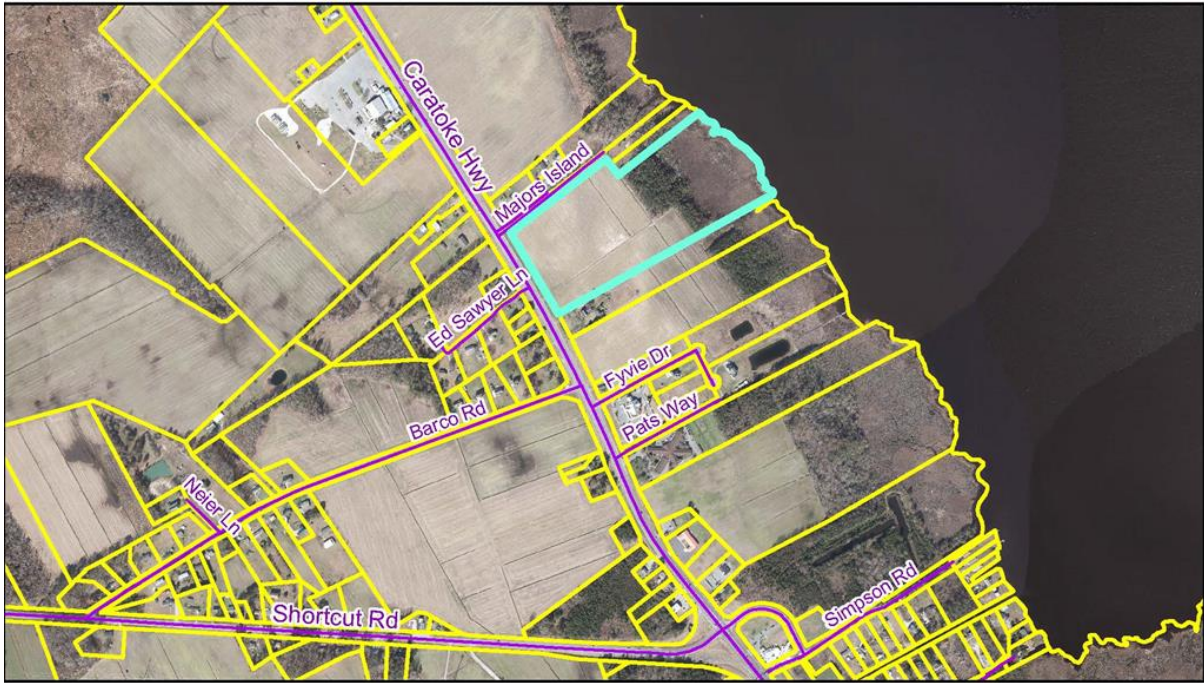 Caratoke Hwy
Majors Island
Ed Sawyer Ln
Fyvie Dr
Barco Rd
Pats Way
Neier Ln
Shortcut Rd
Simpson Rd